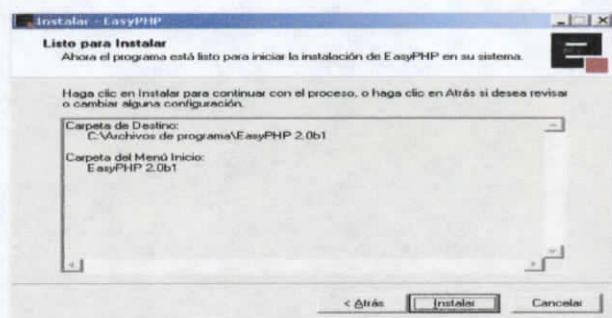 Instalar - EasyPHP
Listo para Instalar
Ahora el programa está listo para iniciar la instalación de EasyPHP en su sistema.
Haga clic en Instalar para continuar con el proceso, o haga clic en Atrás si desea revisar
o cambiar alguna configuración.
Carpeta de Destino:
C:\Archivos de programa\EasyPHP 2.0b1
Carpeta del Menú Inicio:
EasyPHP 2.0b1
< Atrás
Instalar
Cancelar